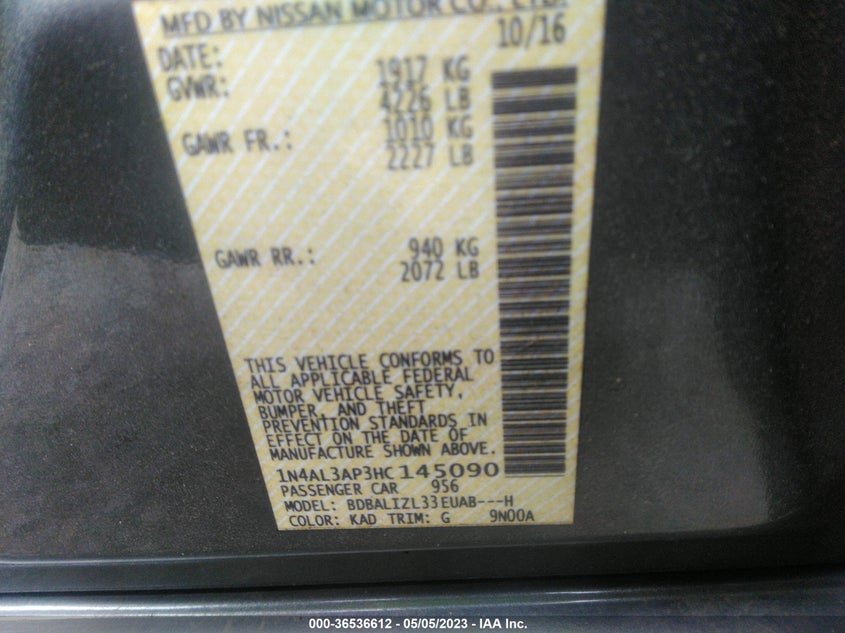 MFD BY NISSAN MOTOR CO., LTD.
DATE: 10/16
GVWR: 1917 KG
4226 LB
GAWR FR.: 1010 KG
2227 LB
GAWR RR.: 940 KG
2072 LB
THIS VEHICLE CONFORMS TO
ALL APPLICABLE FEDERAL
MOTOR VEHICLE SAFETY,
BUMPER, AND THEFT
PREVENTION STANDARDS IN
EFFECT ON THE DATE OF
MANUFACTURE SHOWN ABOVE.
1N4AL3AP3HC145090
PASSENGER CAR 956
MODEL: BDBALIZL33EUAB---H
COLOR: KAD TRIM: G 9N00A
000-36536612 - 05/05/2023 - IAA Inc.